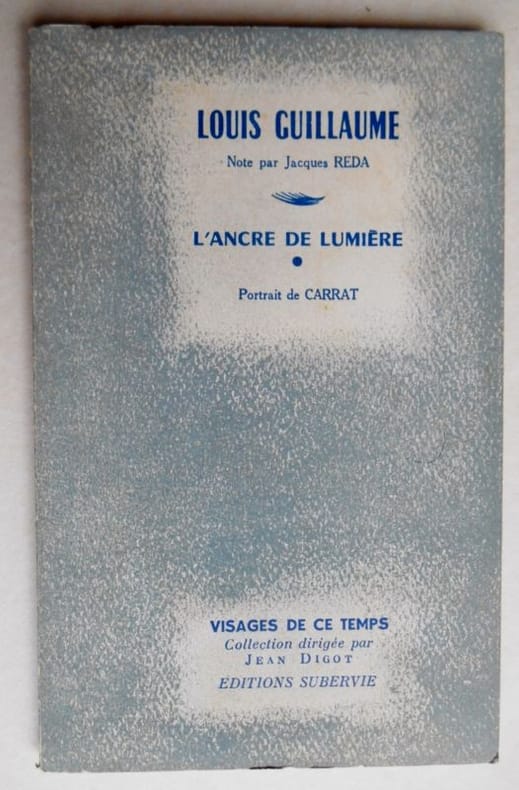 LOUIS GUILLAUME
Note par Jacques REDA
L'ANCRE DE LUMIÈRE
Portrait de CARRAT
VISAGES DE CE TEMPS
Collection dirigée par
JEAN DIGOT
EDITIONS SUBERVIE